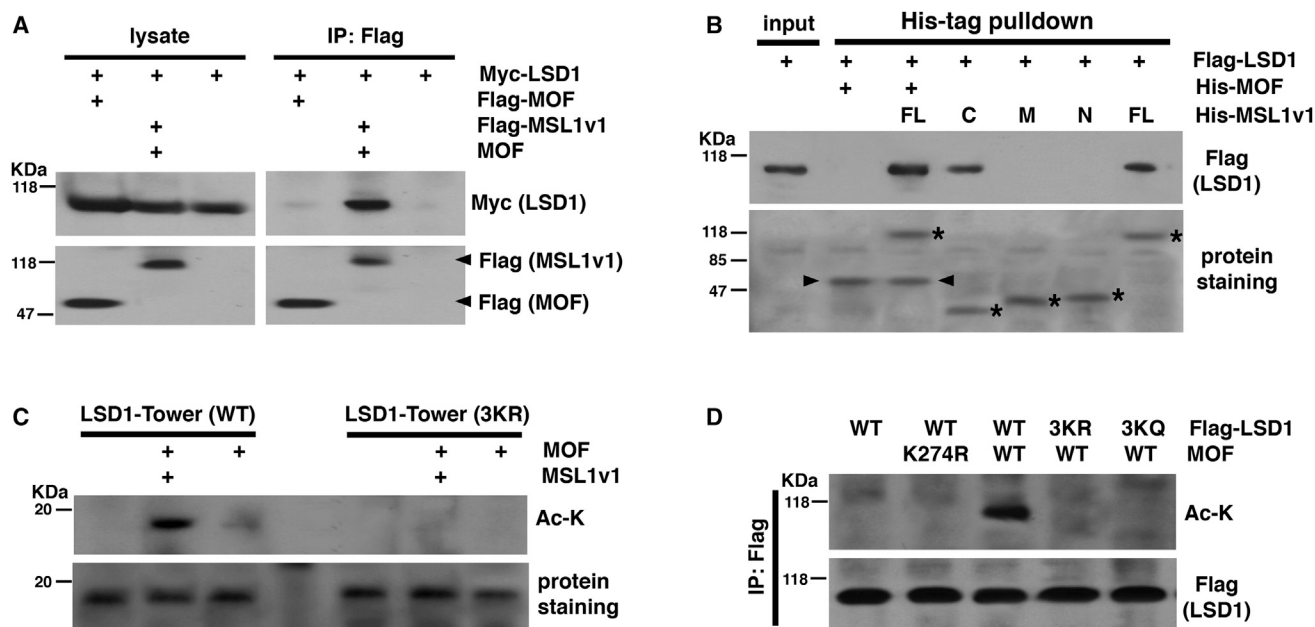 A
lysate
IP: Flag
+ + + + + + Myc-LSD1
+ + Flag-MOF
+ + Flag-MSL1v1
+ + MOF
KDa
118
Myc (LSD1)
118
Flag (MSL1v1)
Flag (MOF)
47
B
input
His-tag pulldown
+ + + + + + + Flag-LSD1
+ + His-MOF
FL C M N FL His-MSL1v1
KDa
118
Flag
(LSD1)
118
85
47
* * * * *
protein
staining
C
LSD1-Tower (WT)
LSD1-Tower (3KR)
+ + + + MOF
+ + MSL1v1
KDa
20
Ac-K
20
protein
staining
D
WT WT WT 3KR 3KQ Flag-LSD1
K274R WT WT WT MOF
KDa
IP: Flag
118
Ac-K
118
Flag
(LSD1)